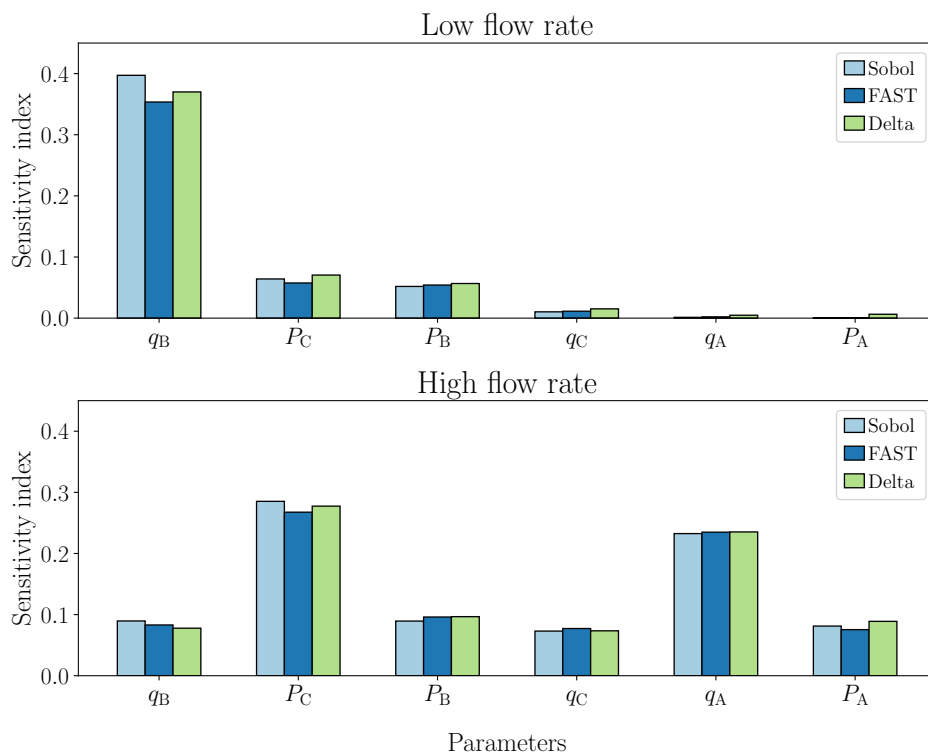 Low flow rate
Sensitivity index
0.4
0.3
0.2
0.1
0.0
Sobol
FAST
Delta
q_B P_C P_B q_C q_A P_A
High flow rate
Sensitivity index
0.4
0.3
0.2
0.1
0.0
Sobol
FAST
Delta
q_B P_C P_B q_C q_A P_A
Parameters